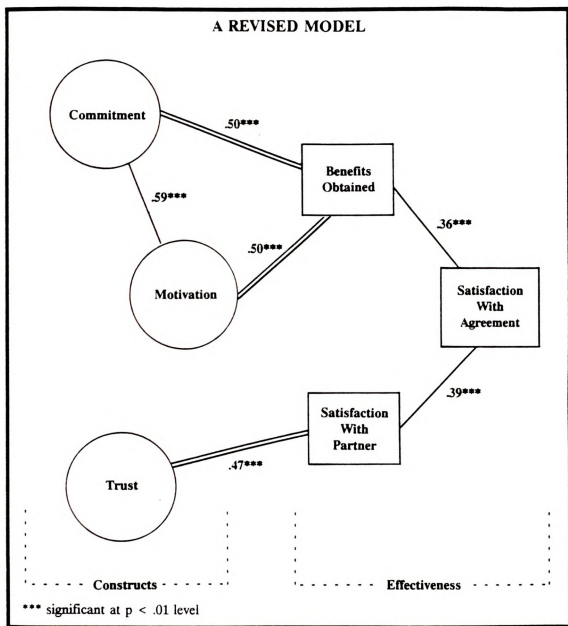 A REVISED MODEL
Commitment
.50***
Benefits
Obtained
.59***
.36***
.50***
Motivation
Satisfaction
With
Agreement
.39***
Satisfaction
With
Partner
.47***
Trust
Constructs
Effectiveness
*** significant at p < .01 level